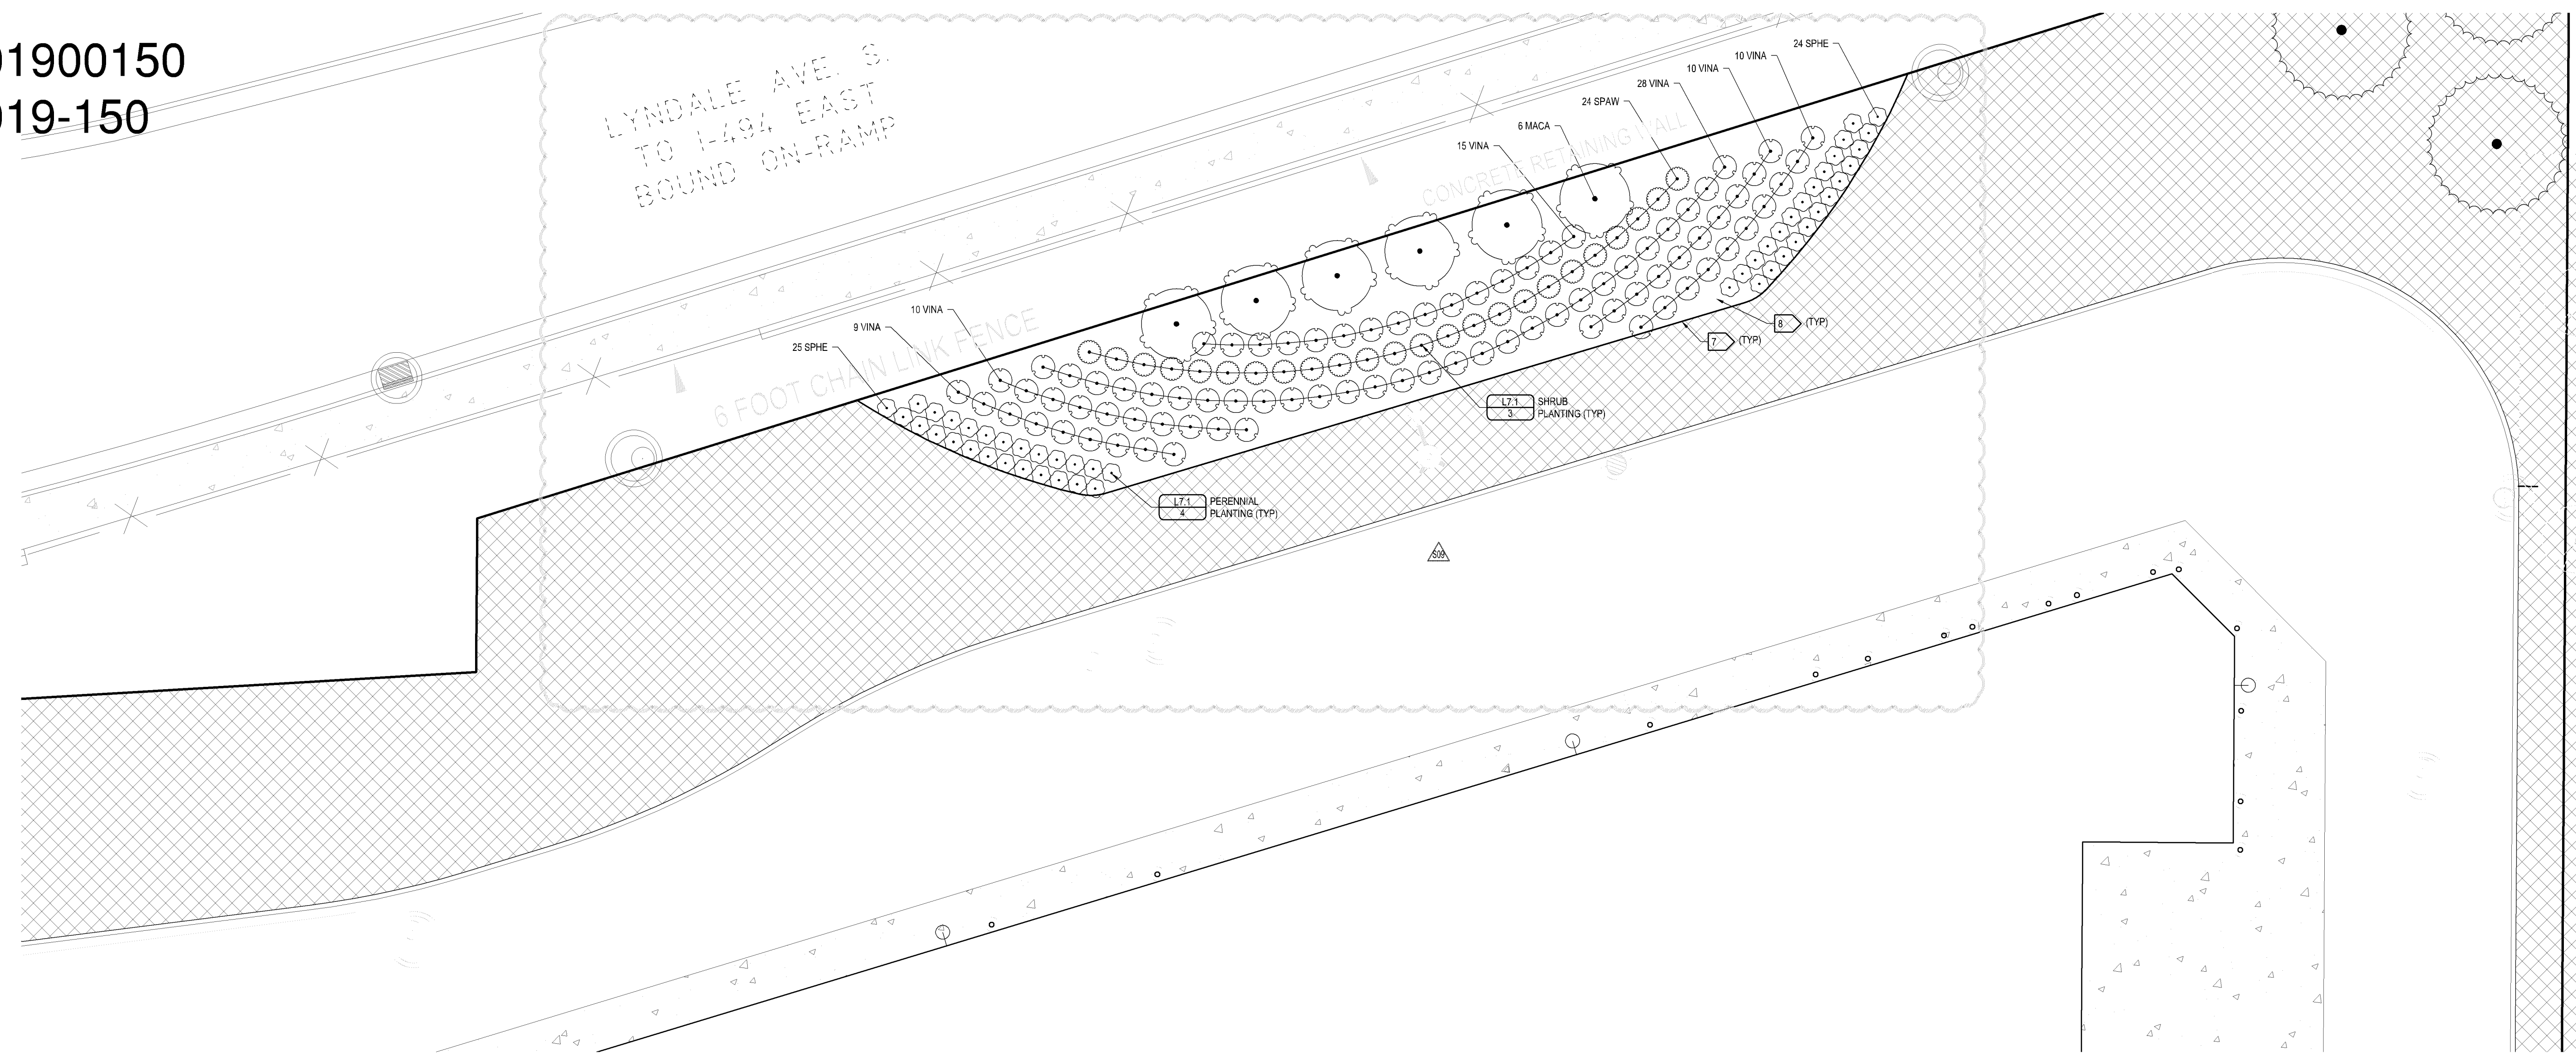 01900150
019-150
LYNDALE AVE. S.
TO I-494 EAST
BOUND ON-RAMP
24 SPHE
10 VINA
10 VINA
28 VINA
24 SPAW
6 MACA
15 VINA
CONCRETE RETAINING WALL
10 VINA
9 VINA
25 SPHE
6 FOOT CHAIN LINK FENCE
8 (TYP)
7 (TYP)
L7.1 SHRUB
3 PLANTING (TYP)
L7.1 PERENNIAL
4 PLANTING (TYP)
S09